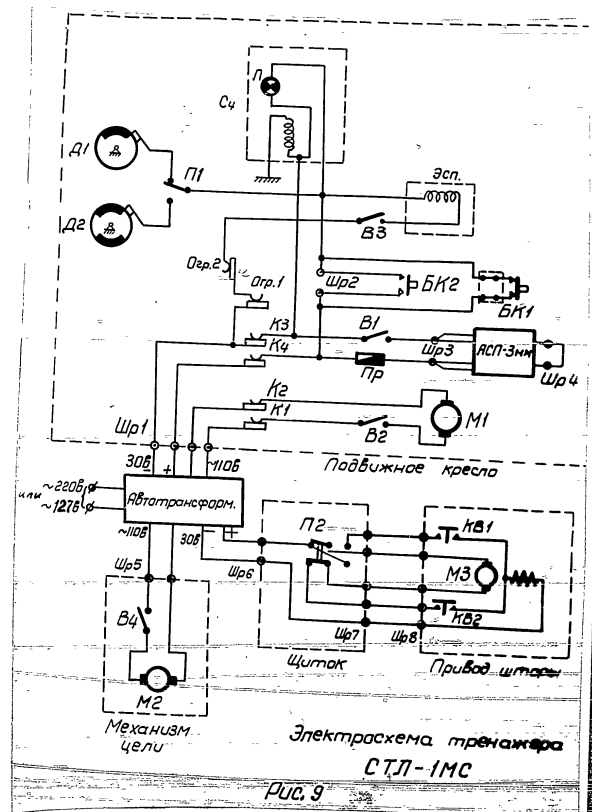 Л
Сч
Д1
П1
Эсп.
Д2
В3
Огр.2
Огр.1
Шр2
БК2
БК1
К3
В1
К4
Шр3
АСП-3нк
Пр
Шр4
К2
К1
М1
Шр1
В2
30в
+
~110в
Подвижное кресло
~220в
или
~127в
Автотрансформ.
~110в
30в
Шр5
Шр6
П2
КВ1
М3
В4
КВ2
Шр7
Шр8
Щиток
Привод шторы
М2
Механизм
цели
Электросхема тренажера
СТЛ-1МС
Рис. 9